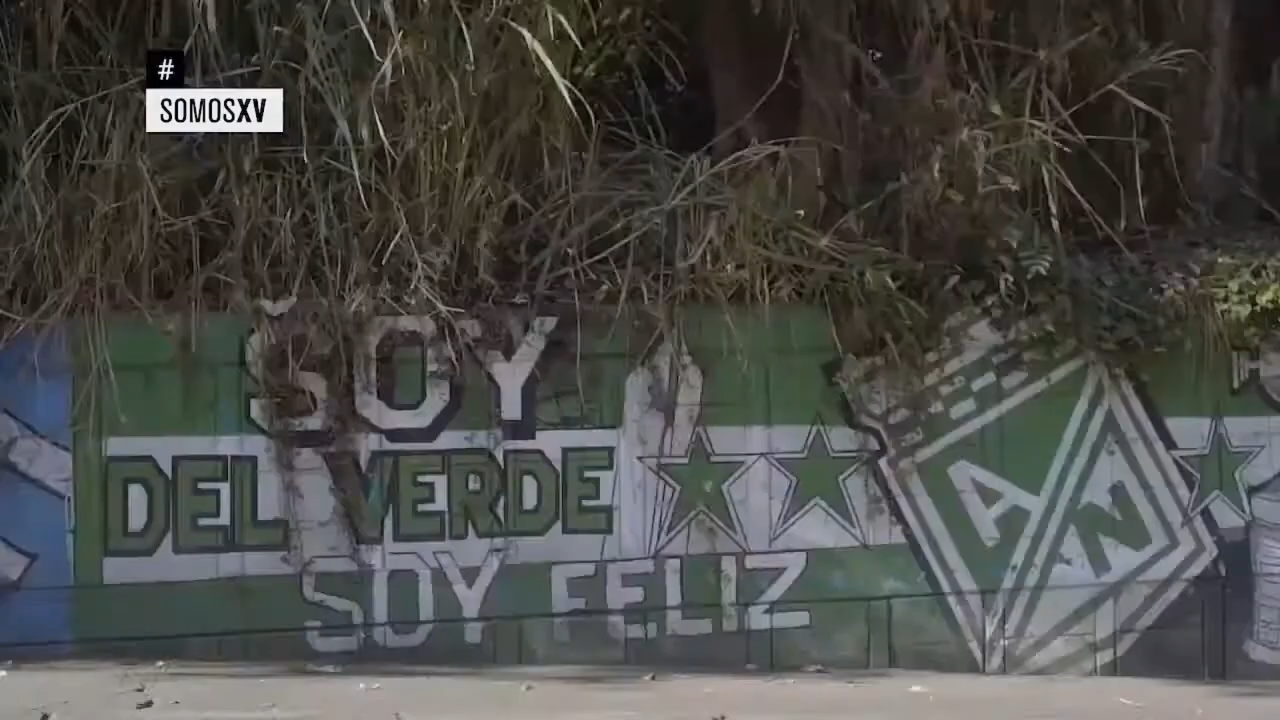 #
SOMOSXV
SOY
DEL VERDE
SOY FELIZ
AN